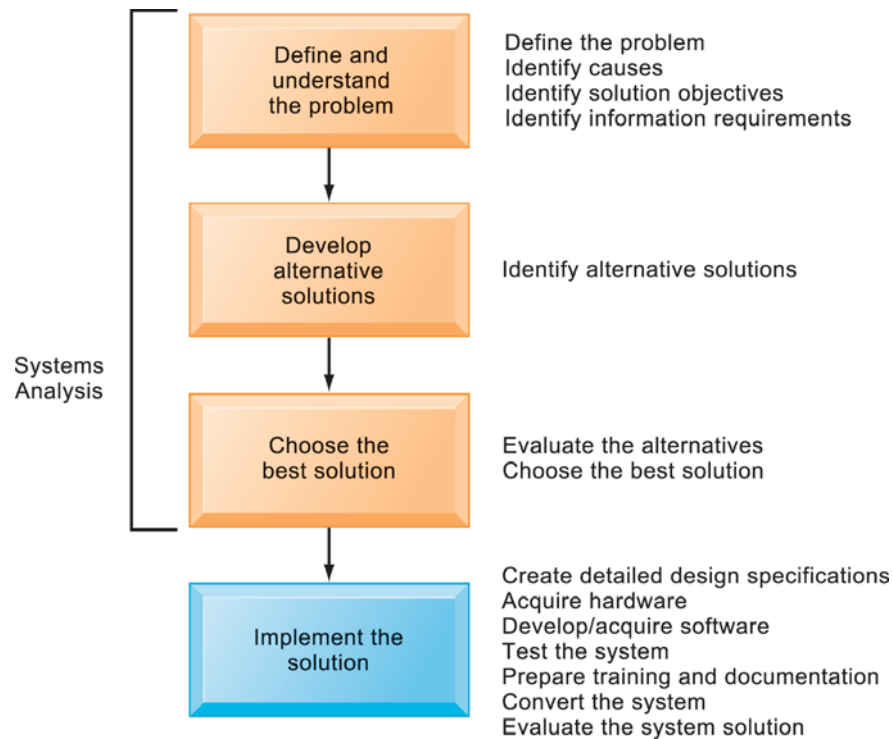 Define and
understand
the problem
Define the problem
Identify causes
Identify solution objectives
Identify information requirements
Develop
alternative
solutions
Identify alternative solutions
Systems
Analysis
Choose the
best solution
Evaluate the alternatives
Choose the best solution
Implement the
solution
Create detailed design specifications
Acquire hardware
Develop/acquire software
Test the system
Prepare training and documentation
Convert the system
Evaluate the system solution